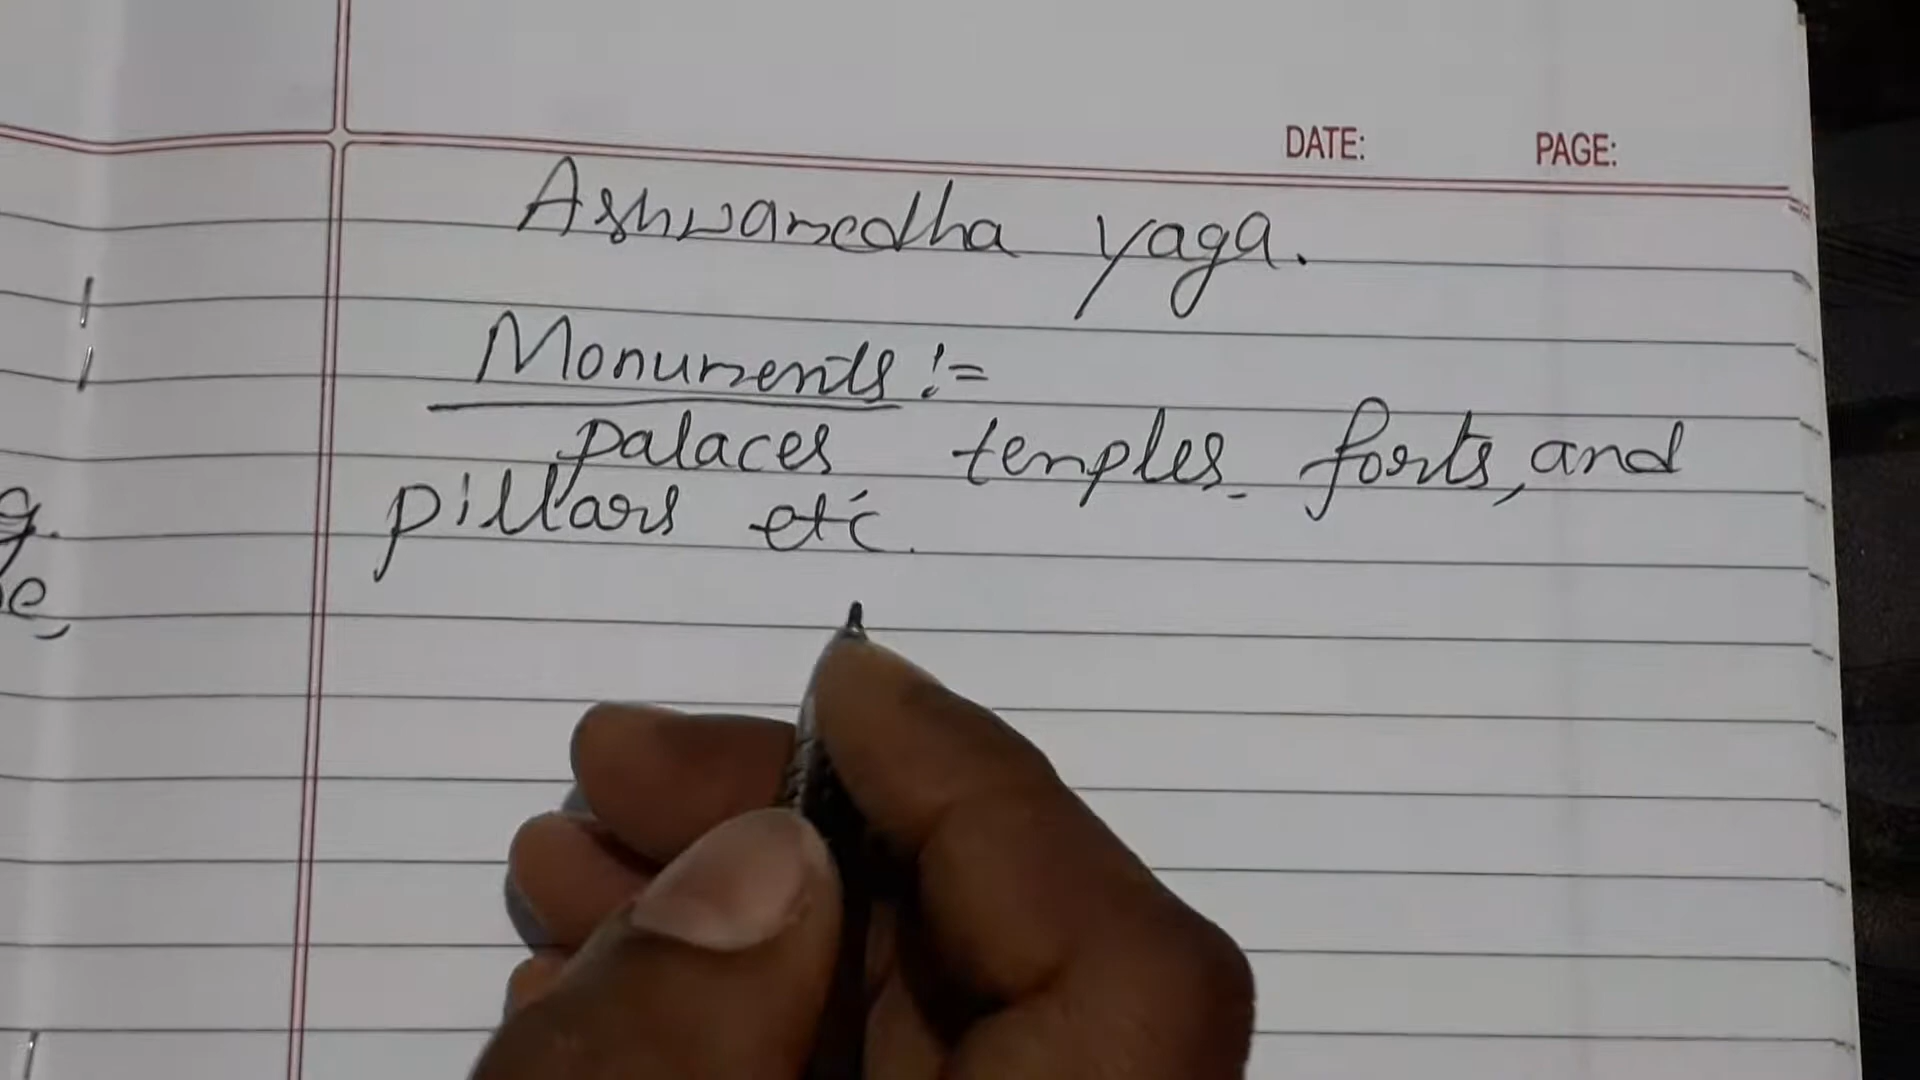 DATE: PAGE:
Ashwamedha yaga.
Monuments :=
palaces temples, forts, and
pillars etc.
g.
e,